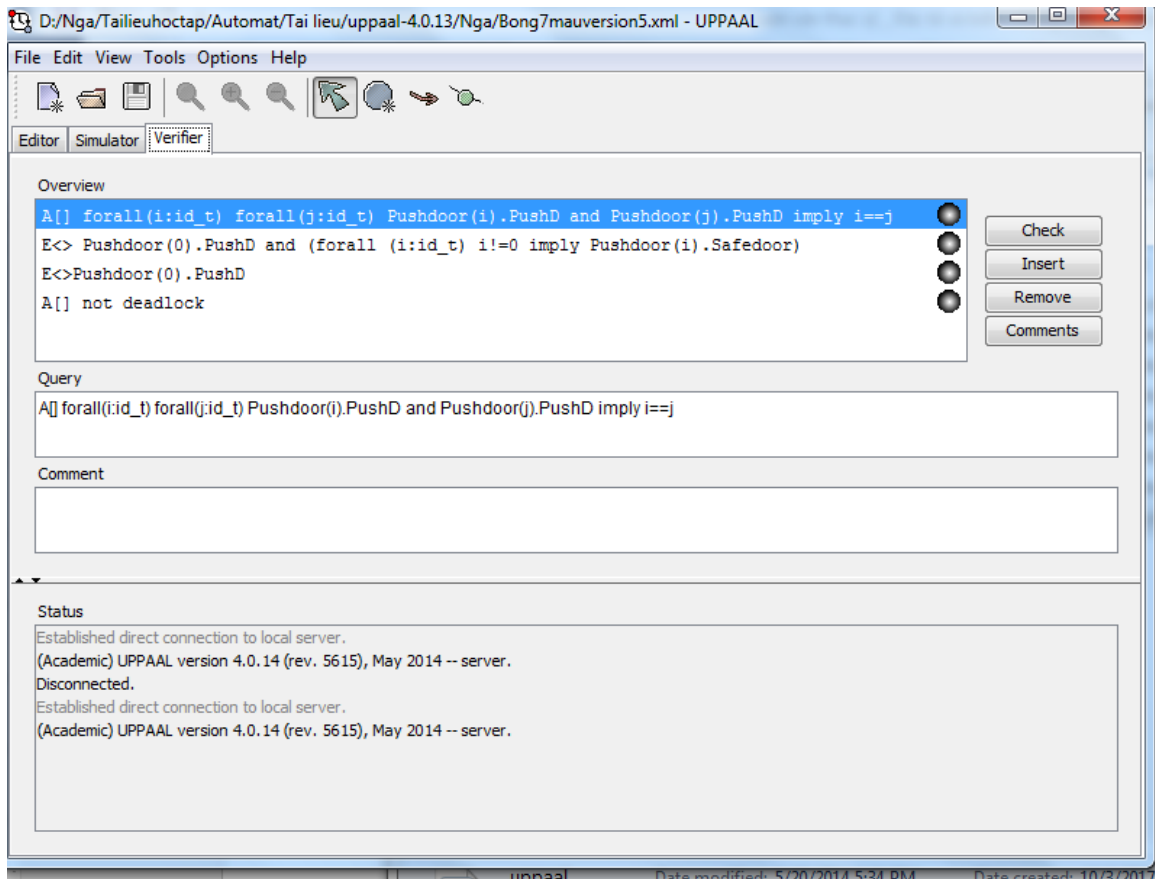 D:/Nga/Tailieuhoctap/Automat/Tai lieu/uppaal-4.0.13/Nga/Bong7mauversion5.xml - UPPAAL
File Edit View Tools Options Help
Editor Simulator Verifier
Overview
A[] forall(i:id_t) forall(j:id_t) Pushdoor(i).PushD and Pushdoor(j).PushD imply i==j
E<> Pushdoor(0).PushD and (forall (i:id_t) i!=0 imply Pushdoor(i).Safedoor)
E<>Pushdoor(0).PushD
A[] not deadlock
Check
Insert
Remove
Comments
Query
A[] forall(i:id_t) forall(j:id_t) Pushdoor(i).PushD and Pushdoor(j).PushD imply i==j
Comment
Status
Established direct connection to local server.
(Academic) UPPAAL version 4.0.14 (rev. 5615), May 2014 -- server.
Disconnected.
Established direct connection to local server.
(Academic) UPPAAL version 4.0.14 (rev. 5615), May 2014 -- server.
uppaal Date modified: 5/20/2014 5:34 PM Date created: 10/3/2017